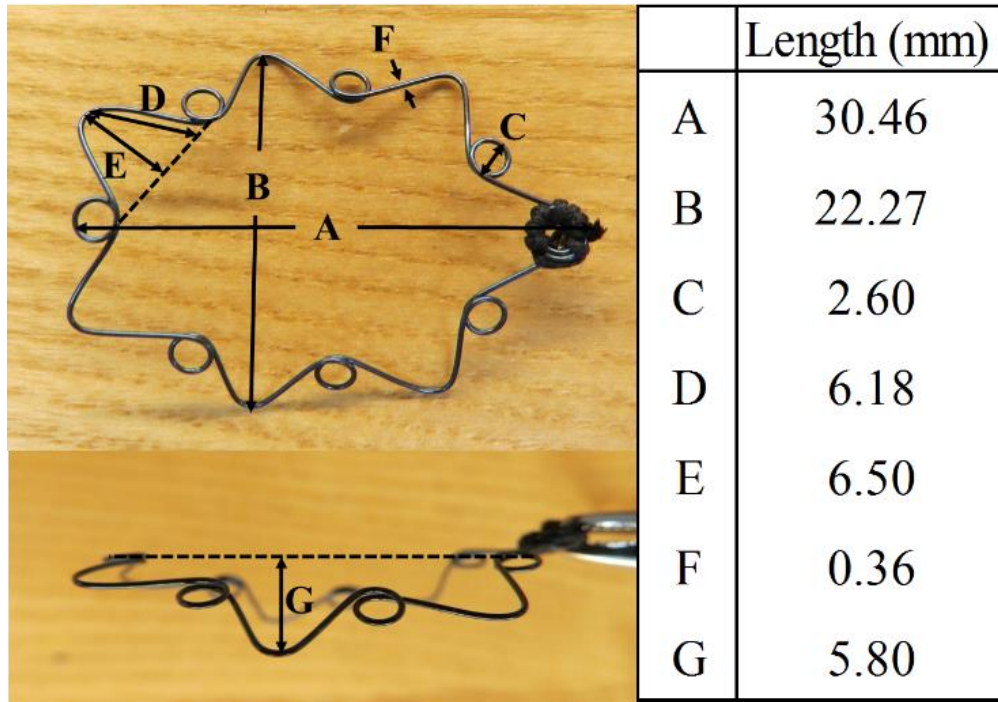 F
D
C
E
B
A
G
Length (mm)
A 30.46
B 22.27
C 2.60
D 6.18
E 6.50
F 0.36
G 5.80